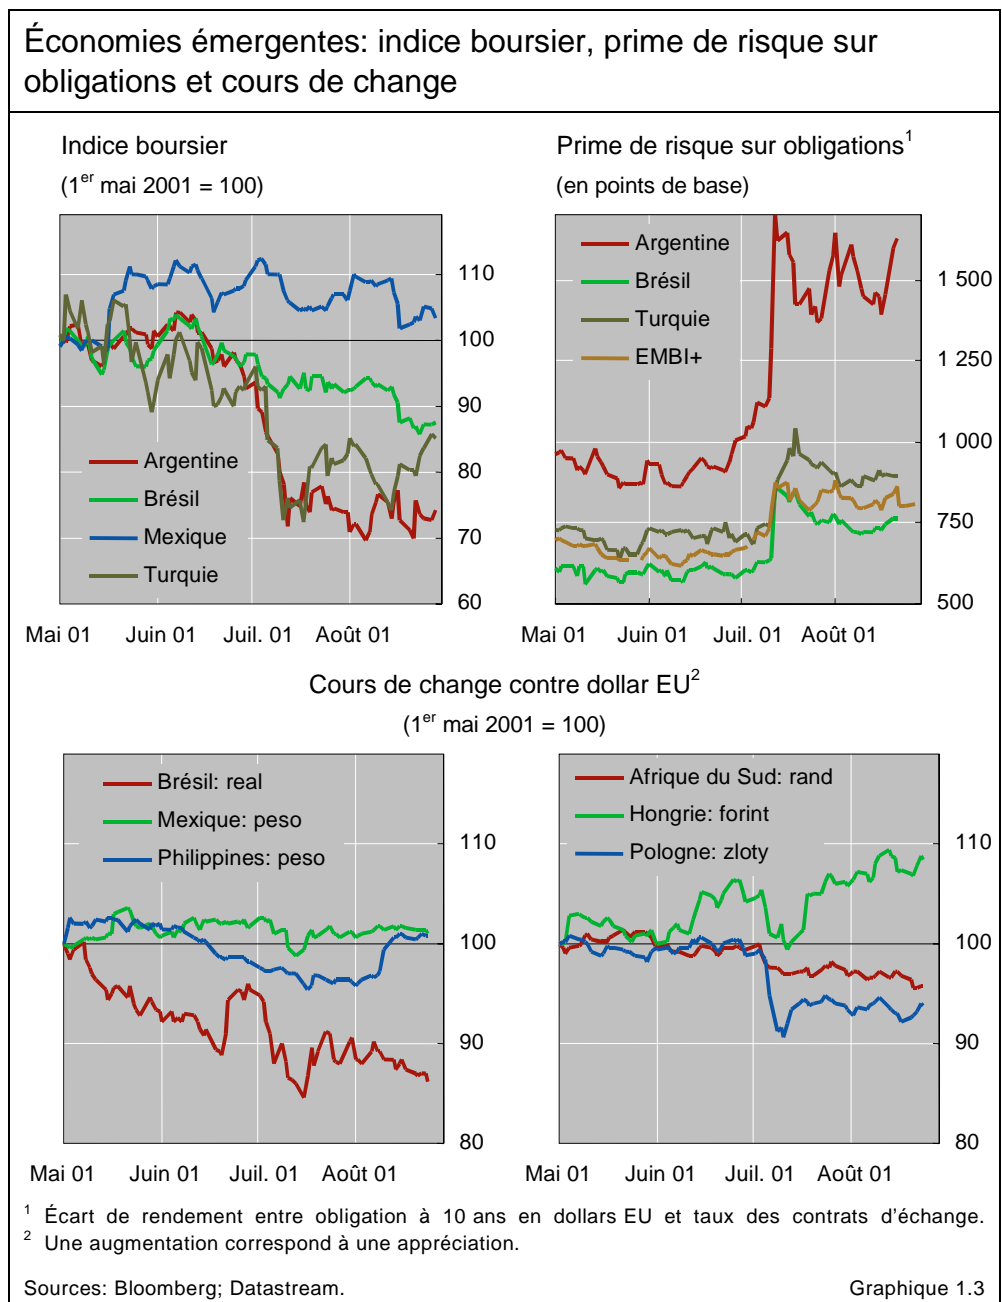 Économies émergentes: indice boursier, prime de risque sur
obligations et cours de change
Indice boursier
(1er mai 2001 = 100)
110
100
90
80
70
60
Argentine
Brésil
Mexique
Turquie
Mai 01 Juin 01 Juil. 01 Août 01
Prime de risque sur obligations1
(en points de base)
Argentine
Brésil
Turquie
EMBI+
1 500
1 250
1 000
750
500
Mai 01 Juin 01 Juil. 01 Août 01
Cours de change contre dollar EU2
(1er mai 2001 = 100)
Brésil: real
Mexique: peso
Philippines: peso
110
100
90
80
Mai 01 Juin 01 Juil. 01 Août 01
Afrique du Sud: rand
Hongrie: forint
Pologne: zloty
110
100
90
80
Mai 01 Juin 01 Juil. 01 Août 01
1 Écart de rendement entre obligation à 10 ans en dollars EU et taux des contrats d'échange.
2 Une augmentation correspond à une appréciation.
Sources: Bloomberg; Datastream. Graphique 1.3